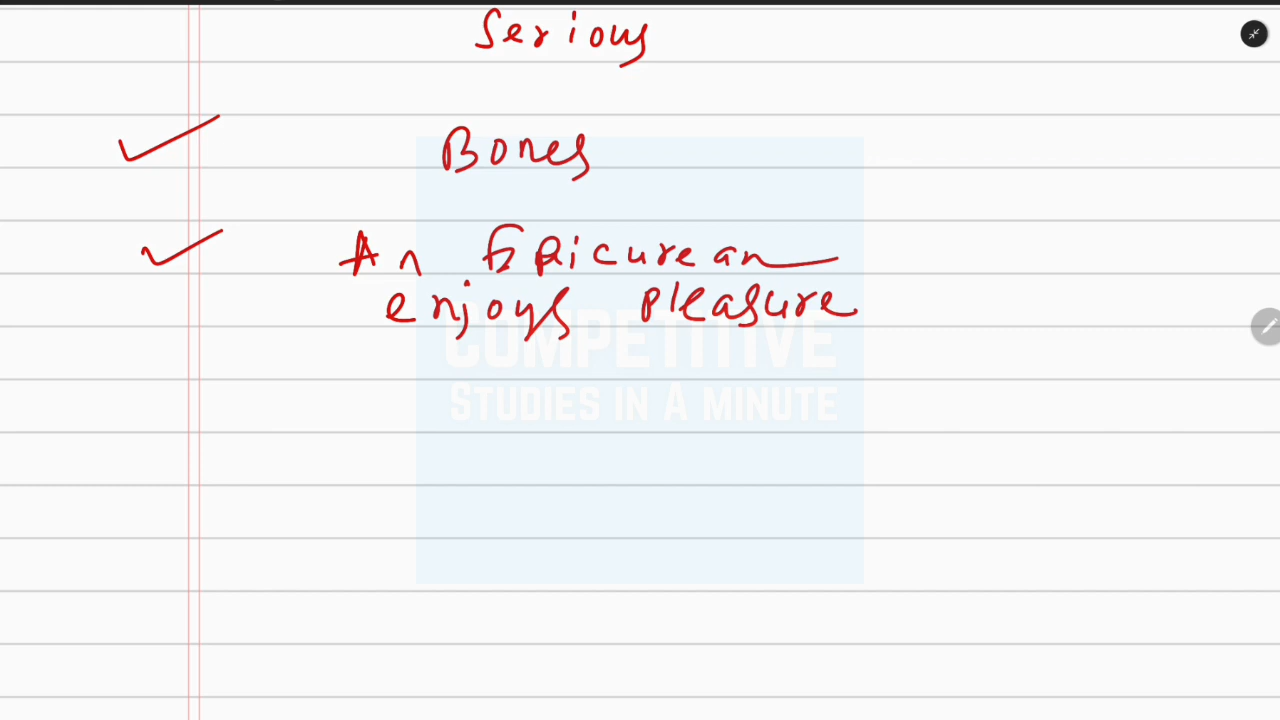 Serious
Bones
An Epicurean
enjoys pleasure
COMPETITIVE
STUDIES IN A MINUTE